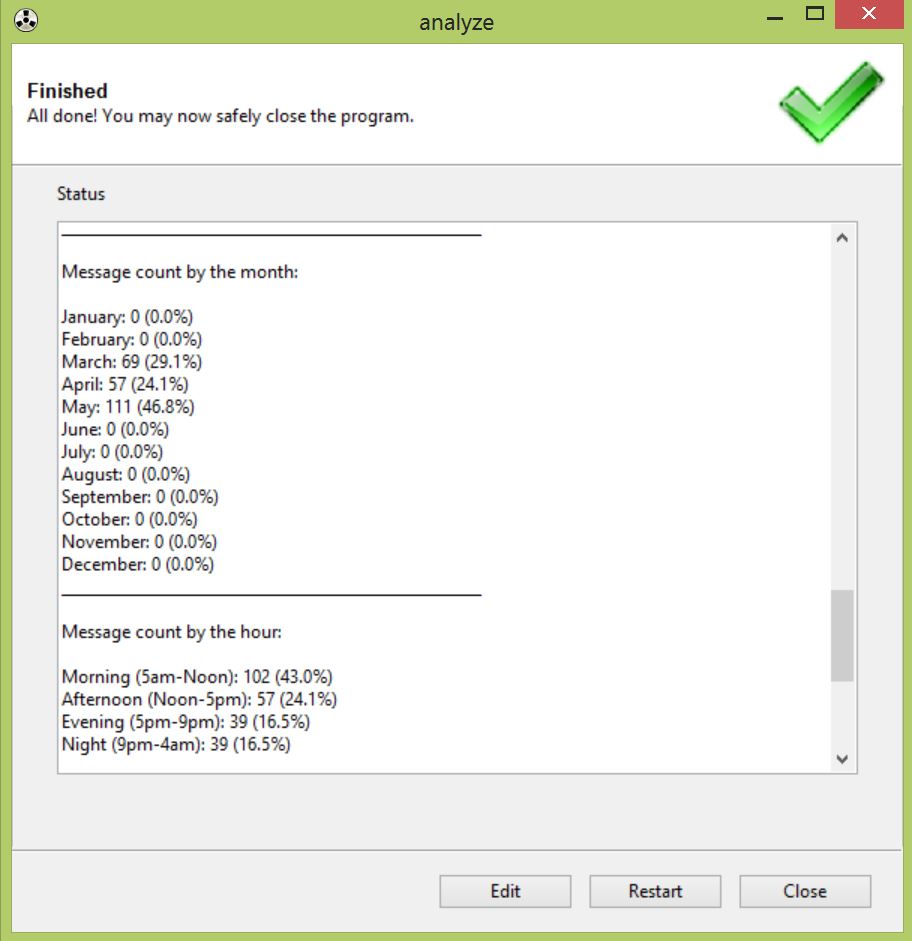 analyze
Finished
All done! You may now safely close the program.
Status
Message count by the month:
January: 0 (0.0%)
February: 0 (0.0%)
March: 69 (29.1%)
April: 57 (24.1%)
May: 111 (46.8%)
June: 0 (0.0%)
July: 0 (0.0%)
August: 0 (0.0%)
September: 0 (0.0%)
October: 0 (0.0%)
November: 0 (0.0%)
December: 0 (0.0%)
Message count by the hour:
Morning (5am-Noon): 102 (43.0%)
Afternoon (Noon-5pm): 57 (24.1%)
Evening (5pm-9pm): 39 (16.5%)
Night (9pm-4am): 39 (16.5%)
Edit Restart Close